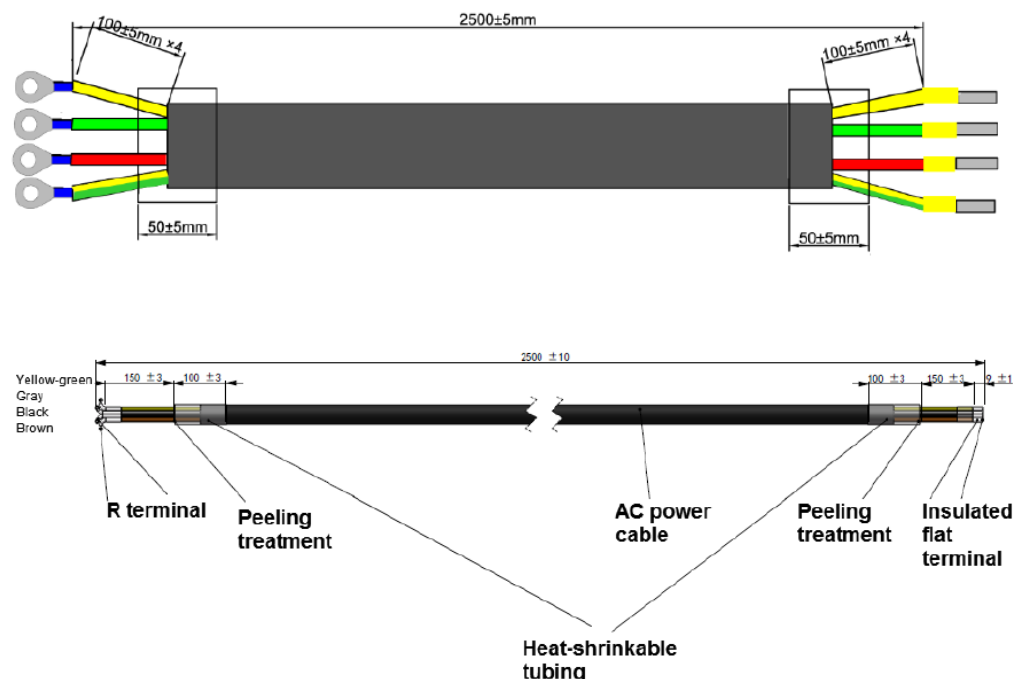 2500±5mm
100±5mm ×4
100±5mm ×4
50±5mm
50±5mm
2500 ±10
Yellow-green
Gray
Black
Brown
150 ±3
100 ±3
100 ±3
150 ±3
9 ±1
R terminal
Peeling
treatment
AC power
cable
Peeling
treatment
Insulated
flat
terminal
Heat-shrinkable
tubing